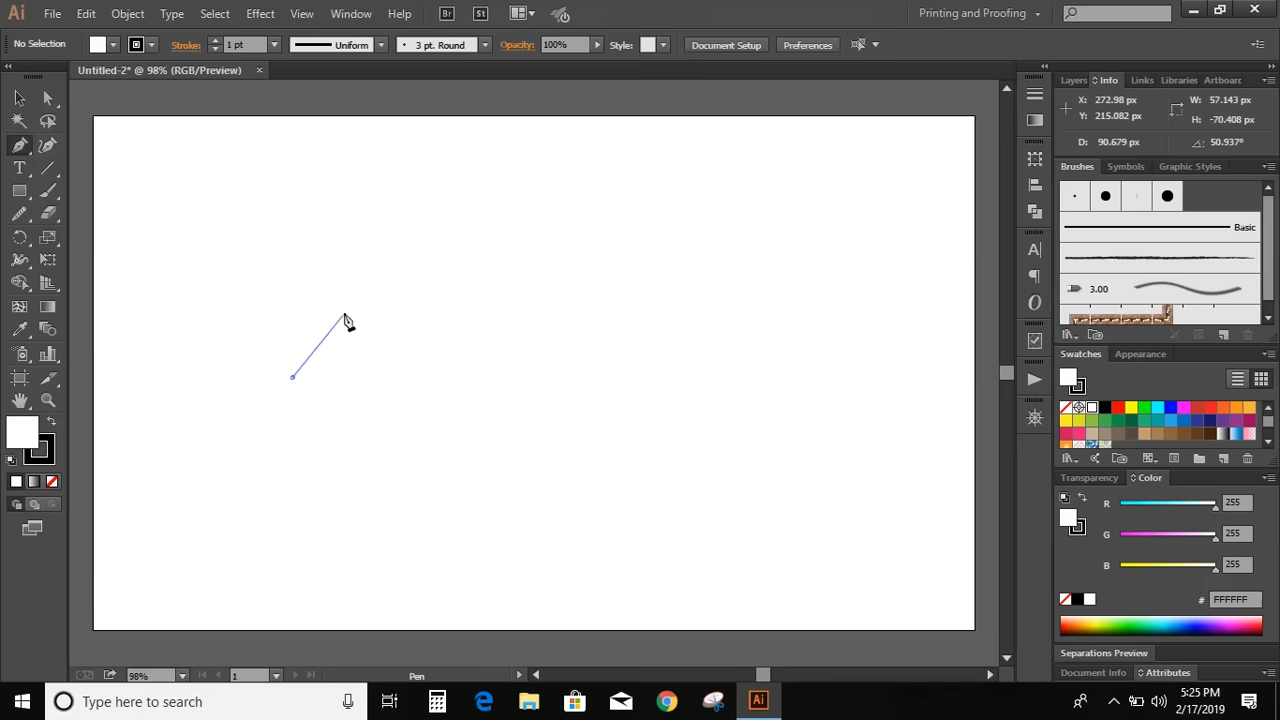 Ai File Edit Object Type Select Effect View Window Help Br St Printing and Proofing
No Selection Stroke: 1 pt Uniform 3 pt. Round Opacity: 100% Style: Document Setup Preferences
Untitled-2* @ 98% (RGB/Preview)
Layers Info Links Libraries Artboard
X: 272.98 px W: 57.143 px
Y: 215.082 px H: -70.408 px
D: 90.679 px 50.937°
Brushes Symbols Graphic Styles
Basic
3.00
Swatches Appearance
Transparency Color
R 255
G 255
B 255
# FFFFFF
Separations Preview
Document Info Attributes
98% 1 Pen
Type here to search
Ai
5:25 PM
2/17/2019